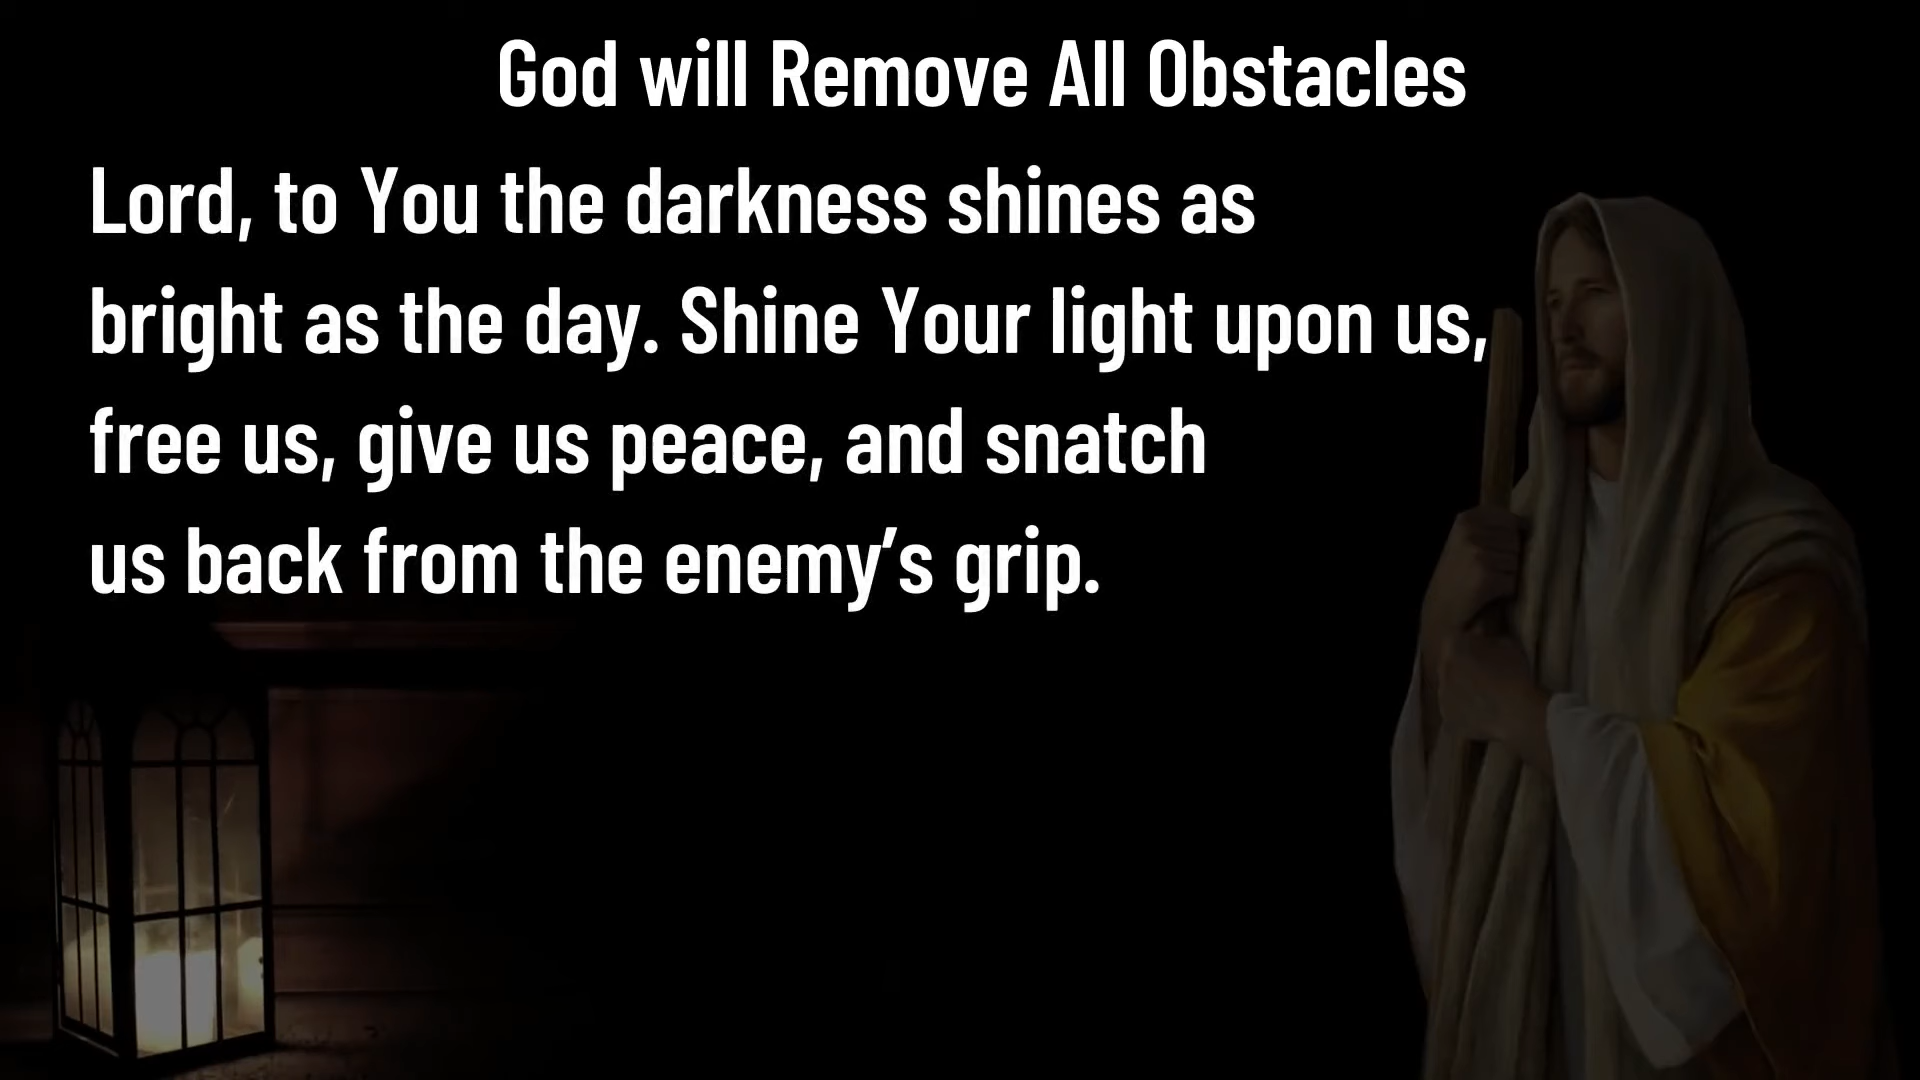 God will Remove All Obstacles
Lord, to You the darkness shines as
bright as the day. Shine Your light upon us,
free us, give us peace, and snatch
us back from the enemy’s grip.